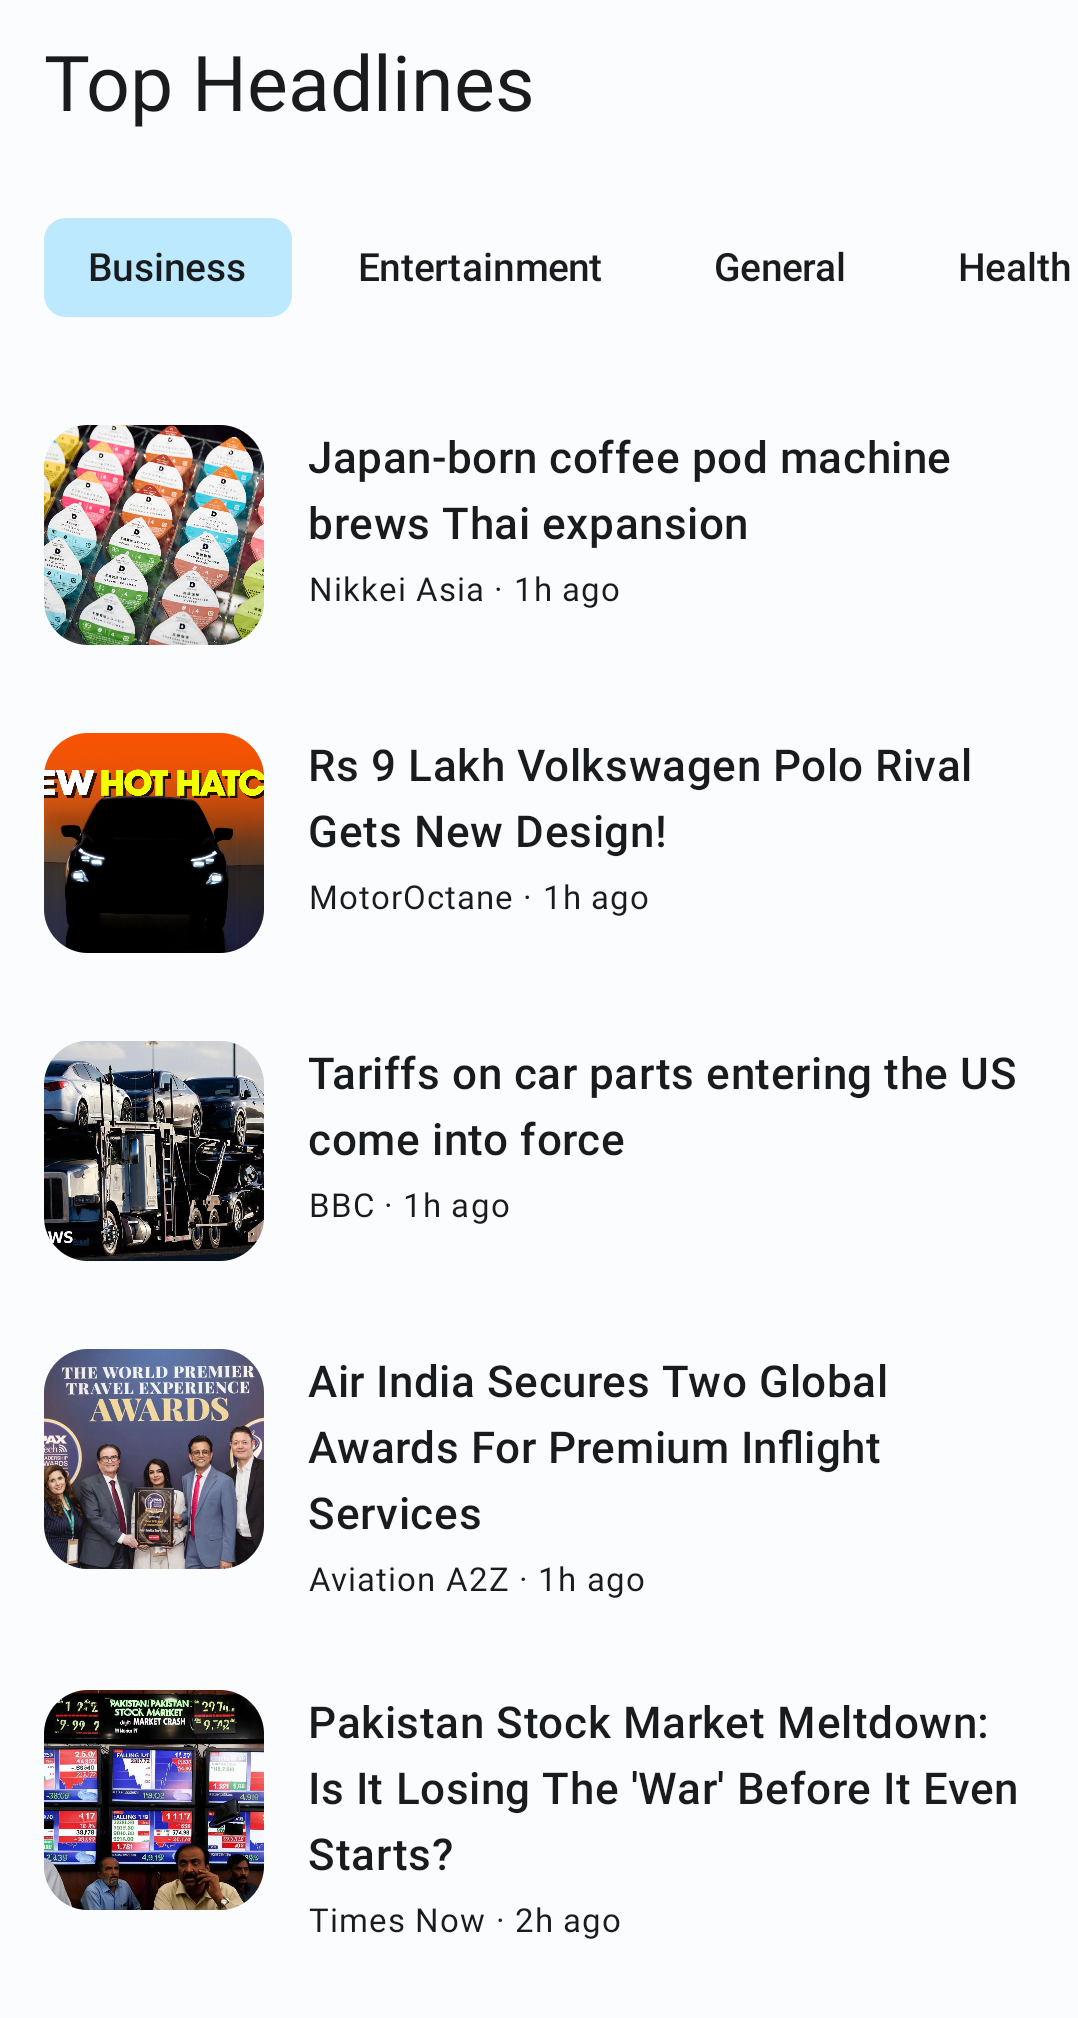 Top Headlines
Business
Entertainment
General
Health
Japan-born coffee pod machine
brews Thai expansion
Nikkei Asia · 1h ago
EW HOT HATC
Rs 9 Lakh Volkswagen Polo Rival
Gets New Design!
MotorOctane · 1h ago
Tariffs on car parts entering the US
come into force
BBC · 1h ago
WS
THE WORLD PREMIER
TRAVEL EXPERIENCE
AWARDS
Air India Secures Two Global
Awards For Premium Inflight
Services
Aviation A2Z · 1h ago
PAKISTAN PAKISTAN
STOCK MARKET
MARKET CRASH
Pakistan Stock Market Meltdown:
Is It Losing The 'War' Before It Even
Starts?
Times Now · 2h ago